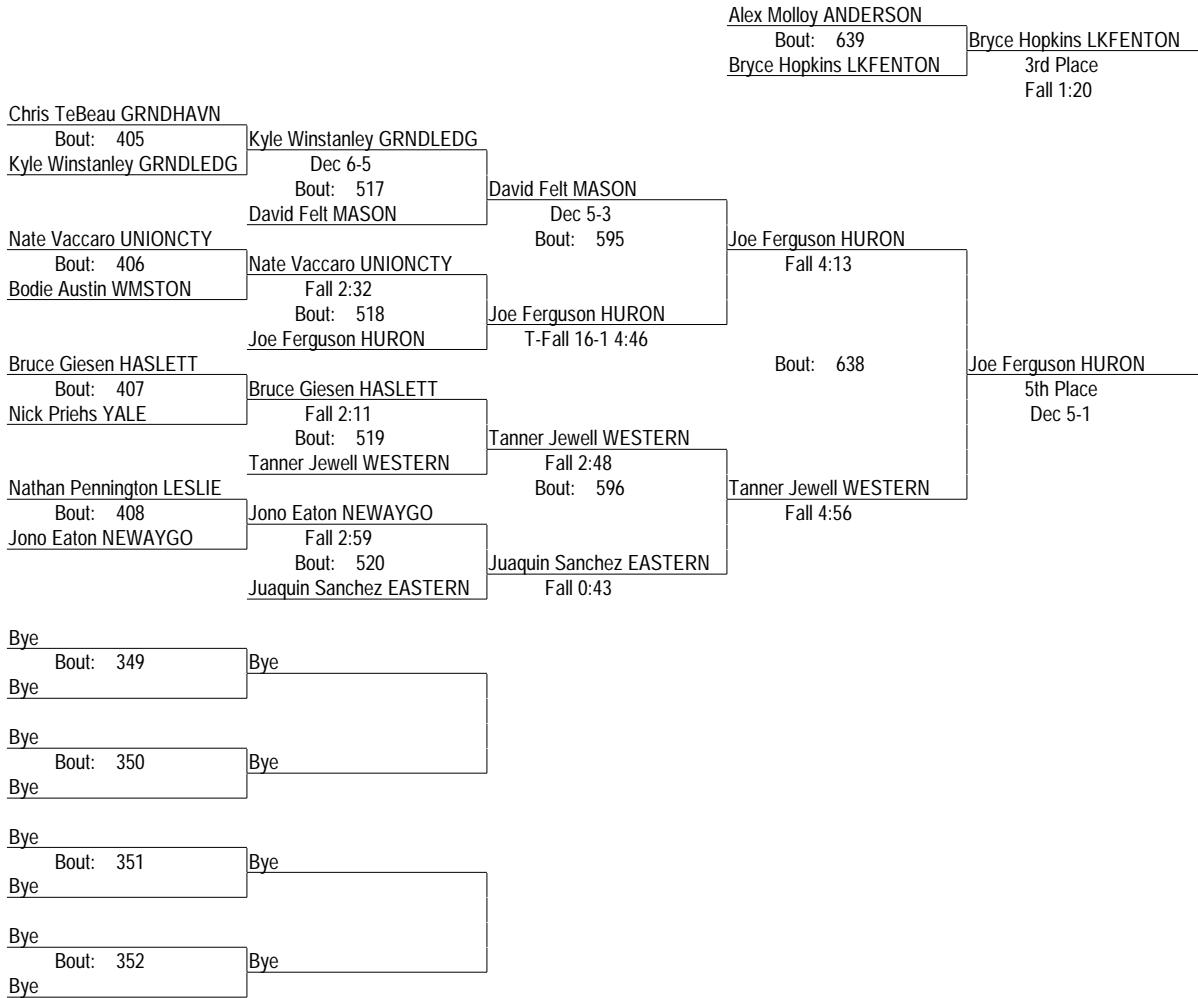 Alex Molloy ANDERSON
Bout: 639
Bryce Hopkins LKFENTON
Bryce Hopkins LKFENTON
3rd Place
Fall 1:20
Chris TeBeau GRNDHAVN
Bout: 405
Kyle Winstanley GRNDLEDG
Kyle Winstanley GRNDLEDG
Dec 6-5
Bout: 517
David Felt MASON
David Felt MASON
Dec 5-3
Bout: 595
Nate Vaccaro UNIONCTY
Bout: 406
Bodie Austin WMSTON
Nate Vaccaro UNIONCTY
Fall 2:32
Bout: 518
Joe Ferguson HURON
Joe Ferguson HURON
T-Fall 16-1 4:46
Joe Ferguson HURON
Fall 4:13
Bout: 638
Joe Ferguson HURON
5th Place
Dec 5-1
Bruce Giesen HASLETT
Bout: 407
Nick Priehs YALE
Bruce Giesen HASLETT
Fall 2:11
Bout: 519
Tanner Jewell WESTERN
Tanner Jewell WESTERN
Fall 2:48
Bout: 596
Tanner Jewell WESTERN
Fall 4:56
Nathan Pennington LESLIE
Bout: 408
Jono Eaton NEWAYGO
Jono Eaton NEWAYGO
Fall 2:59
Bout: 520
Juaquin Sanchez EASTERN
Juaquin Sanchez EASTERN
Fall 0:43
Bye
Bout: 349
Bye
Bye
Bye
Bout: 350
Bye
Bye
Bye
Bout: 351
Bye
Bye
Bye
Bout: 352
Bye
Bye